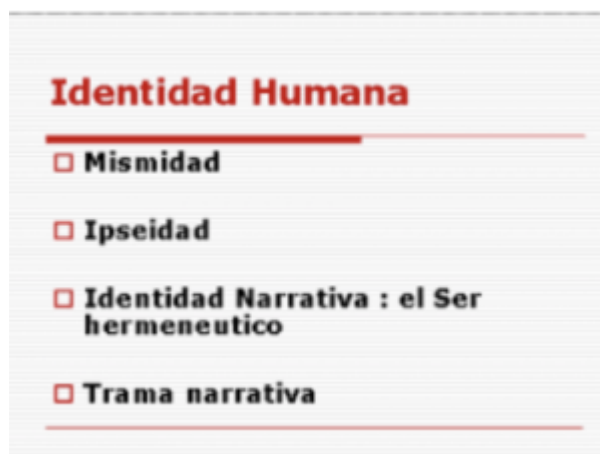 Identidad Humana
Mismidad
Ipseidad
Identidad Narrativa : el Ser
hermeneutico
Trama narrativa